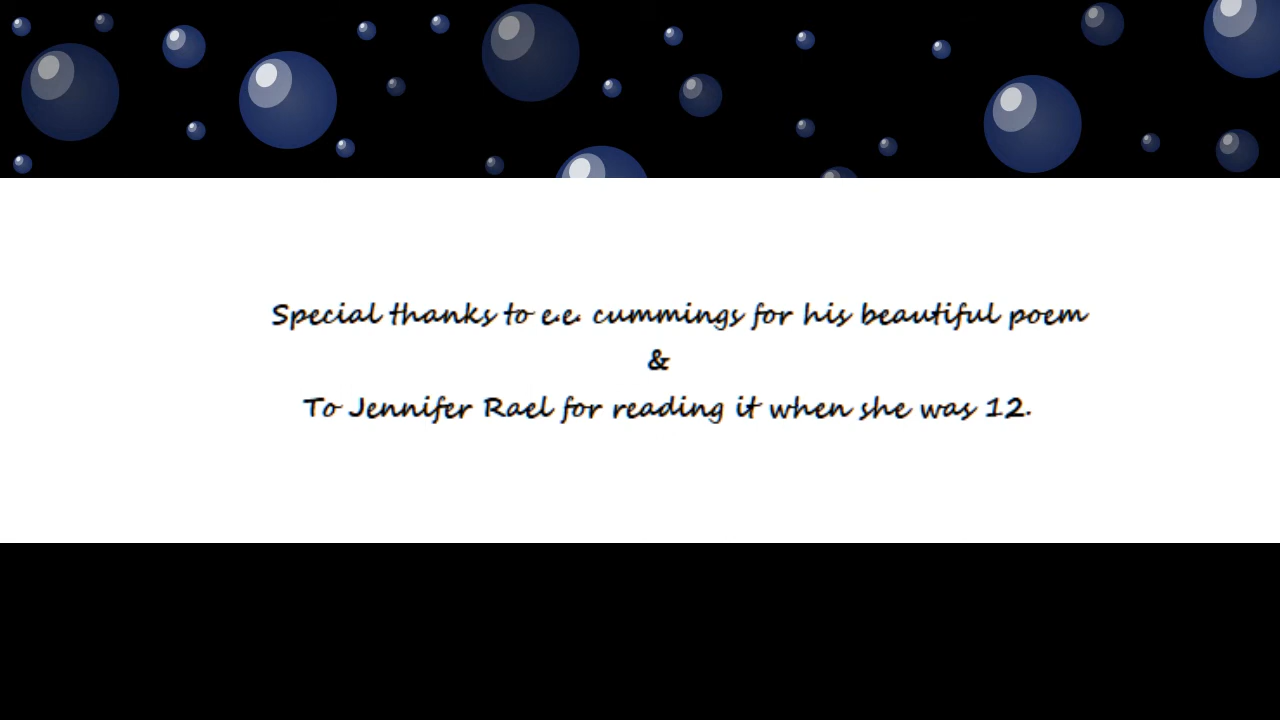 Special thanks to e.e. cummings for his beautiful poem
&
To Jennifer Rael for reading it when she was 12.